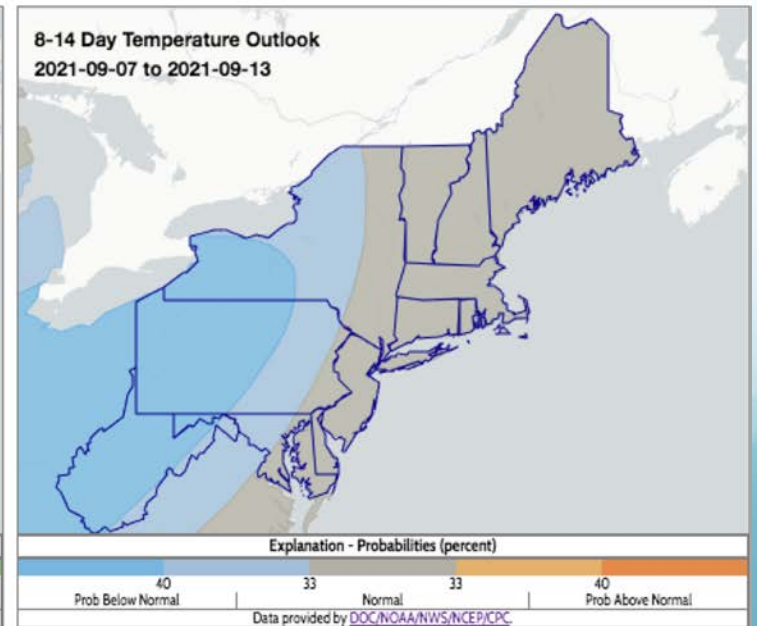 8-14 Day Temperature Outlook
2021-09-07 to 2021-09-13
Explanation - Probabilities (percent)
40 33 33 40
Prob Below Normal Normal Prob Above Normal
Data provided by DOC/NOAA/NWS/NCEP/CPC.